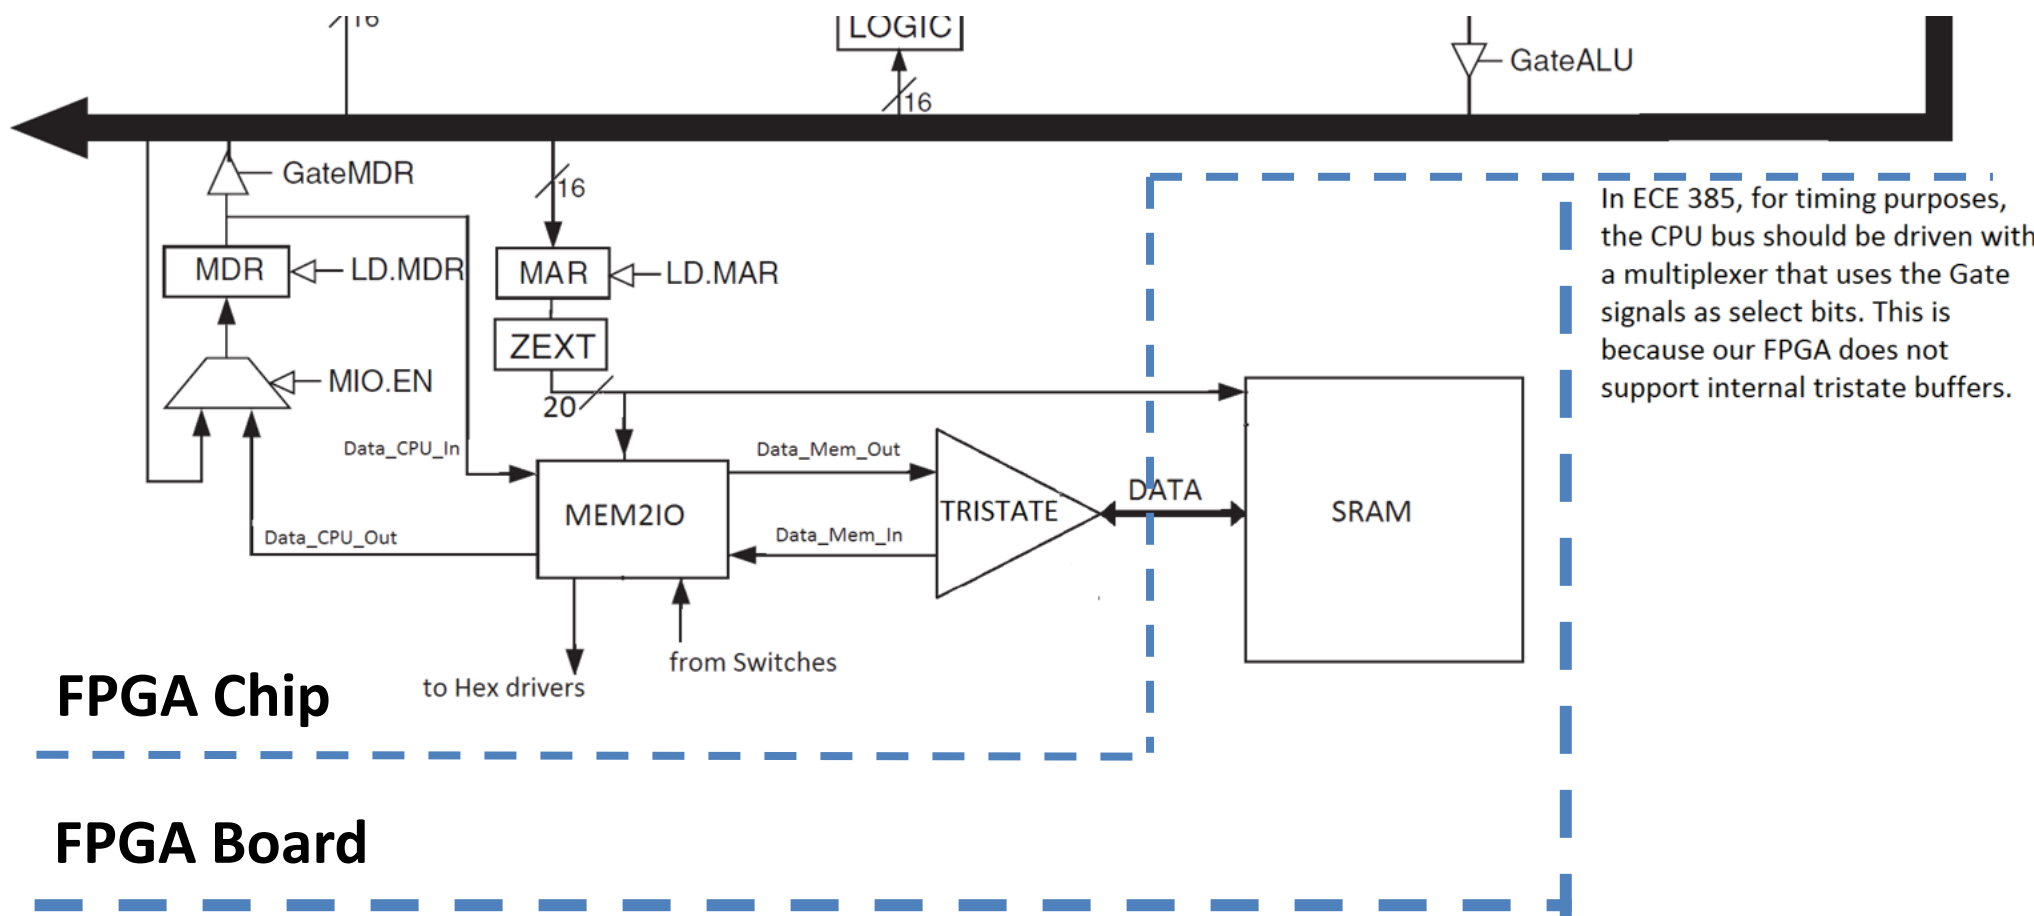 16
LOGIC
GateALU
16
GateMDR
16
In ECE 385, for timing purposes,
the CPU bus should be driven with
a multiplexer that uses the Gate
signals as select bits. This is
because our FPGA does not
support internal tristate buffers.
MDR
LD.MDR
MAR
LD.MAR
ZEXT
MIO.EN
20
Data_CPU_In
Data_Mem_Out
DATA
MEM2IO
TRISTATE
SRAM
Data_CPU_Out
Data_Mem_In
from Switches
to Hex drivers
FPGA Chip
FPGA Board